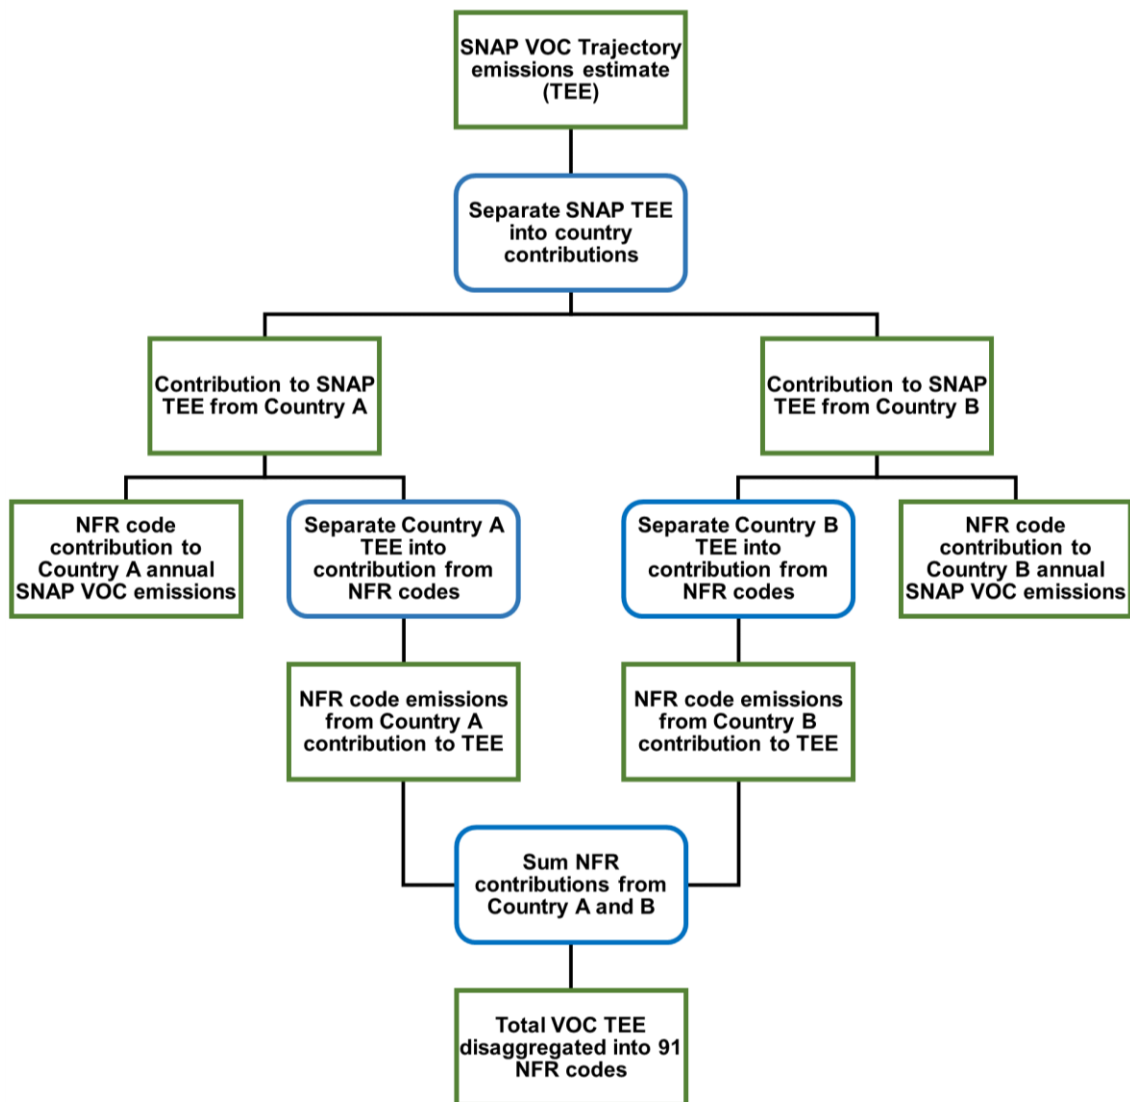 SNAP VOC Trajectory
emissions estimate
(TEE)
Separate SNAP TEE
into country
contributions
Contribution to SNAP
TEE from Country A
Contribution to SNAP
TEE from Country B
NFR code
contribution to
Country A annual
SNAP VOC emissions
Separate Country A
TEE into
contribution from
NFR codes
Separate Country B
TEE into
contribution from
NFR codes
NFR code
contribution to
Country B annual
SNAP VOC emissions
NFR code emissions
from Country A
contribution to TEE
NFR code emissions
from Country B
contribution to TEE
Sum NFR
contributions from
Country A and B
Total VOC TEE
disaggregated into 91
NFR codes